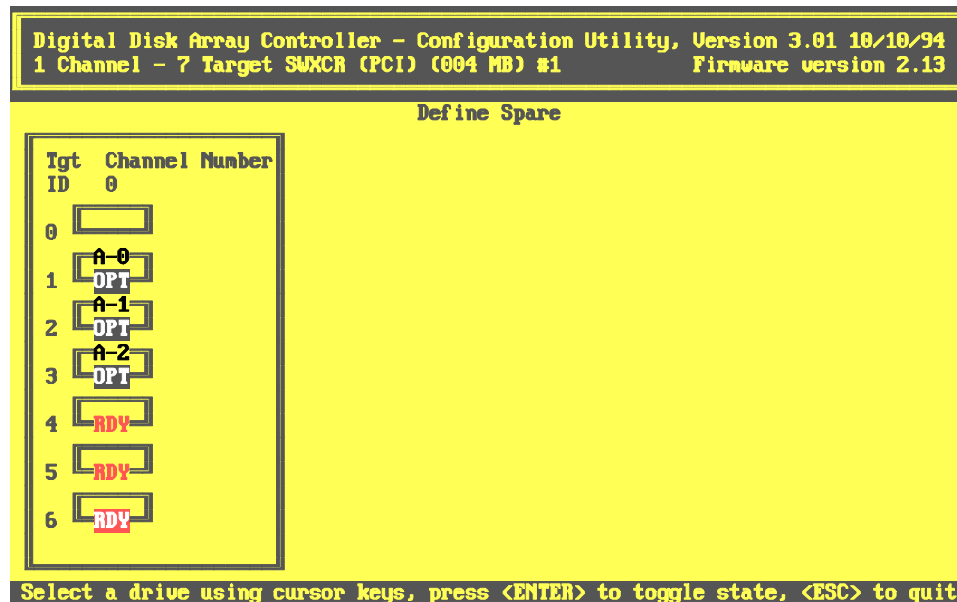 Digital Disk Array Controller - Configuration Utility, Version 3.01 10/10/94
1 Channel - 7 Target SWXCR (PCI) (004 MB) #1 Firmware version 2.13
Define Spare
Tgt Channel Number
ID 0
0
A-0
1 OPT
A-1
2 OPT
A-2
3 OPT
4 RDY
5 RDY
6 RDY
Select a drive using cursor keys, press <ENTER> to toggle state, <ESC> to quit